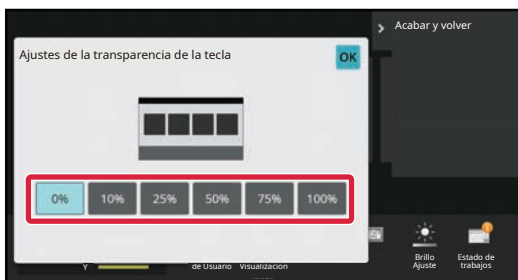 Acabar y volver
Ajustes de la transparencia de la tecla
OK
0% 10% 25% 50% 75% 100%
Y
de Usuario Visualización
Brillo
Ajuste
Estado de
trabajos